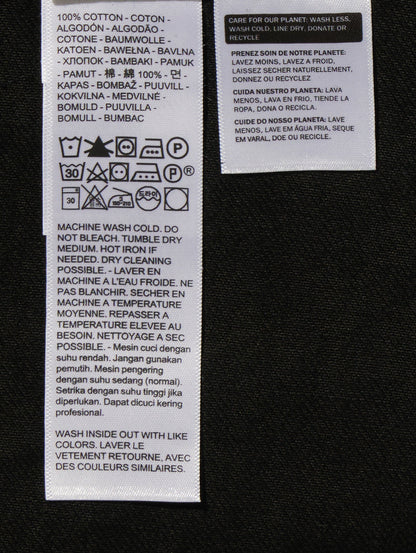 100% COTTON - COTON -
ALGODÓN - ALGODÃO -
COTONE - BAUMWOLLE -
KATOEN - BAWEŁNA - BAVLNA
- ΧΛΟΠΟΚ - BAMBAKI - PAMUK
- PAMUT - 棉 - 綿 100% - 면 -
KAPAS - BOMBAŽ - PUUVILL -
KOKVILNA - MEDVILNĖ -
BOMULD - PUUVILLA -
BOMULL - BUMBAC
P
30 P ®
30 드라이
MACHINE WASH COLD. DO
NOT BLEACH. TUMBLE DRY
MEDIUM. HOT IRON IF
NEEDED. DRY CLEANING
POSSIBLE. - LAVER EN
MACHINE A L'EAU FROIDE. NE
PAS BLANCHIR. SECHER EN
MACHINE A TEMPERATURE
MOYENNE. REPASSER A
TEMPERATURE ELEVEE AU
BESOIN. NETTOYAGE A SEC
POSSIBLE. - Mesin cuci dengan
suhu rendah. Jangan gunakan
pemutih. Mesin pengering
dengan suhu sedang (normal).
Setrika dengan suhu tinggi jika
diperlukan. Dapat dicuci kering
profesional.
WASH INSIDE OUT WITH LIKE
COLORS. LAVER LE
VETEMENT RETOURNE, AVEC
DES COULEURS SIMILAIRES.
CARE FOR OUR PLANET: WASH LESS,
WASH COLD, LINE DRY, DONATE OR
RECYCLE
PRENEZ SOIN DE NOTRE PLANETE:
LAVEZ MOINS, LAVEZ A FROID,
LAISSEZ SECHER NATURELLEMENT,
DONNEZ OU RECYCLEZ
CUIDA NUESTRO PLANETA: LAVA
MENOS, LAVA EN FRIO, TIENDE LA
ROPA, DONA O RECICLA.
CUIDE DO NOSSO PLANETA: LAVE
MENOS, LAVE EM ÁGUA FRIA, SEQUE
EM VARAL, DOE OU RECICLE.